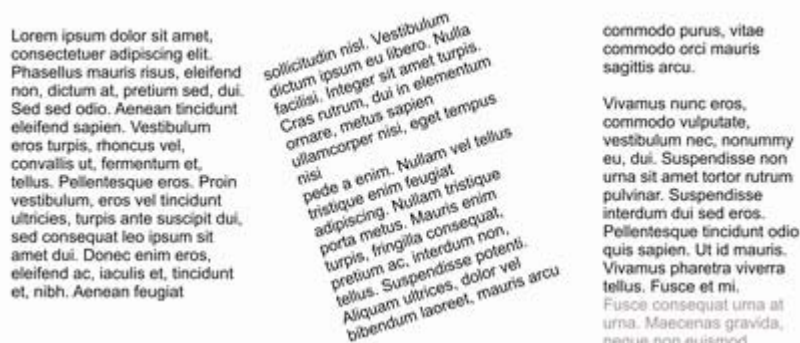 Lorem ipsum dolor sit amet,
consectetuer adipiscing elit.
Phasellus mauris risus, eleifend
non, dictum at, pretium sed, dui.
Sed sed odio. Aenean tincidunt
eleifend sapien. Vestibulum
eros turpis, rhoncus vel,
convallis ut, fermentum et,
tellus. Pellentesque eros. Proin
vestibulum, eros vel tincidunt
ultricies, turpis ante suscipit dui,
sed consequat leo ipsum sit
amet dui. Donec enim eros,
eleifend ac, iaculis et, tincidunt
et, nibh. Aenean feugiat
sollicitudin nisl. Vestibulum
dictum ipsum eu libero. Nulla
facilisi. Integer sit amet turpis.
Cras rutrum, dui in elementum
ornare, metus sapien
ullamcorper nisi, eget tempus
nisi
pede a enim. Nullam vel tellus
tristique enim feugiat
adipiscing. Nullam tristique
porta metus. Mauris enim
turpis, fringilla consequat,
pretium ac, interdum non,
tellus. Suspendisse potenti.
Aliquam ultrices, dolor vel
bibendum laoreet, mauris arcu
commodo purus, vitae
commodo orci mauris
sagittis arcu.
Vivamus nunc eros,
commodo vulputate,
vestibulum nec, nonummy
eu, dui. Suspendisse non
urna sit amet tortor rutrum
pulvinar. Suspendisse
interdum dui sed eros.
Pellentesque tincidunt odio
quis sapien. Ut id mauris.
Vivamus pharetra viverra
tellus. Fusce et mi.
Fusce consequat urna at
urna. Maecenas gravida,
neque non euismod